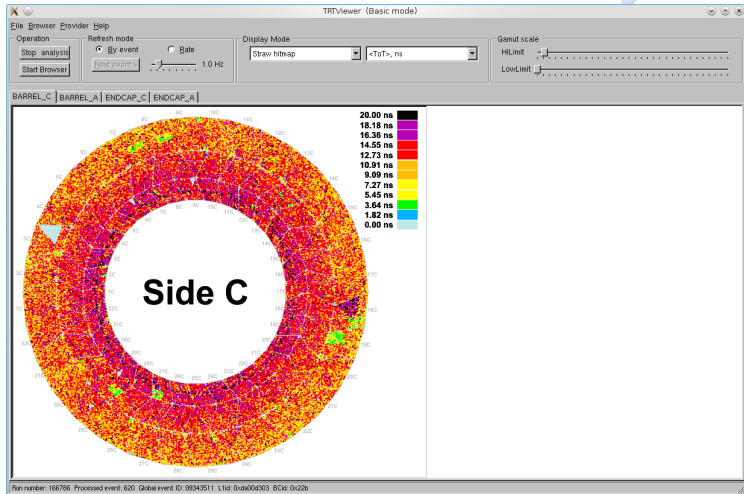 TRTViewer (Basic mode)
File Browser Provider Help
Operation
Stop analysis
Start Browser
Refresh mode
By event
Rate
Next event >
1.0 Hz
Display Mode
Straw hitmap
<ToT>, ns
Gamut scale
HiLimit
LowLimit
BARREL_C BARREL_A ENDCAP_C ENDCAP_A
20.00 ns
18.18 ns
16.36 ns
14.55 ns
12.73 ns
10.91 ns
9.09 ns
7.27 ns
5.45 ns
3.64 ns
1.82 ns
0.00 ns
Side C
Run number: 166786 Processed event: 620 Global event ID: 99343511 L1id: 0xda00d303 BCid: 0x22b